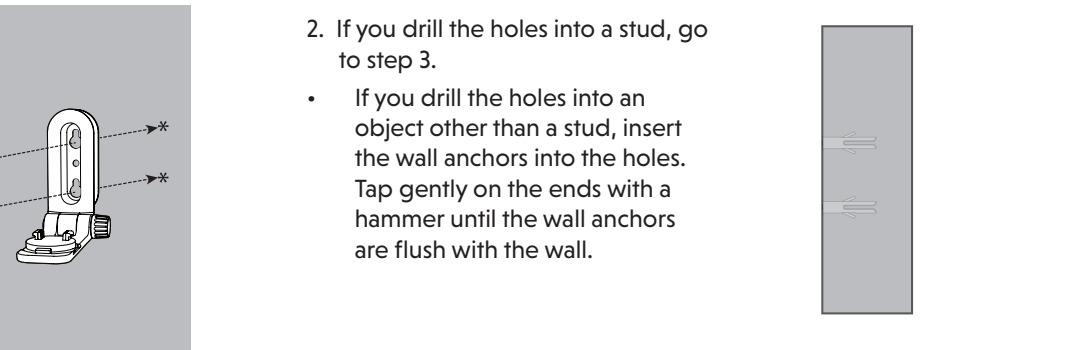 2. If you drill the holes into a stud, go
to step 3.
• If you drill the holes into an
object other than a stud, insert
the wall anchors into the holes.
Tap gently on the ends with a
hammer until the wall anchors
are flush with the wall.